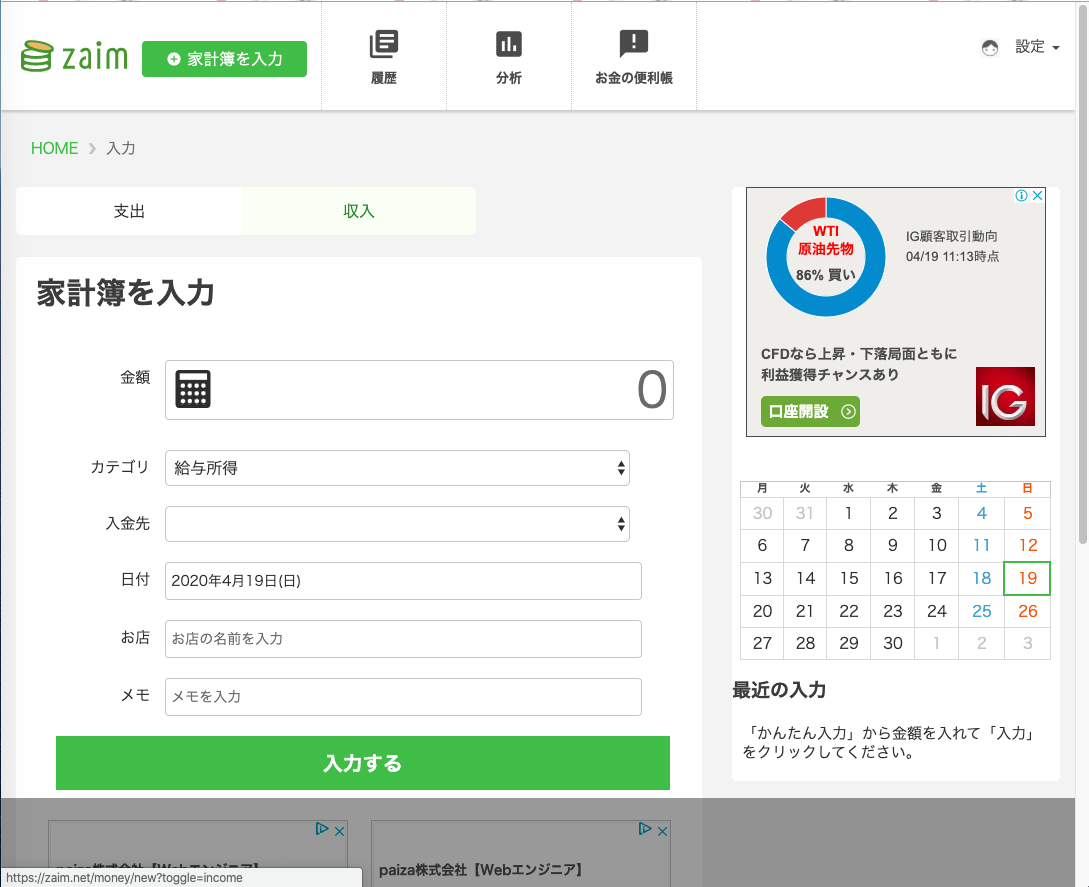 zaim
家計簿を入力
履歴
分析
お金の便利帳
設定
HOME 入力
支出
収入
家計簿を入力
金額
0
カテゴリ
給与所得
入金先
日付
2020年4月19日(日)
お店
お店の名前を入力
メモ
メモを入力
入力する
WTI
原油先物
86% 買い
IG顧客取引動向
04/19 11:13時点
CFDなら上昇・下落局面ともに
利益獲得チャンスあり
口座開設
IG
月 火 水 木 金 土 日
30 31 1 2 3 4 5
6 7 8 9 10 11 12
13 14 15 16 17 18 19
20 21 22 23 24 25 26
27 28 29 30 1 2 3
最近の入力
「かんたん入力」から金額を入れて「入力」
をクリックしてください。
paiza株式会社【Webエンジニア】
paiza株式会社【Webエンジニア】
https://zaim.net/money/new?toggle=income